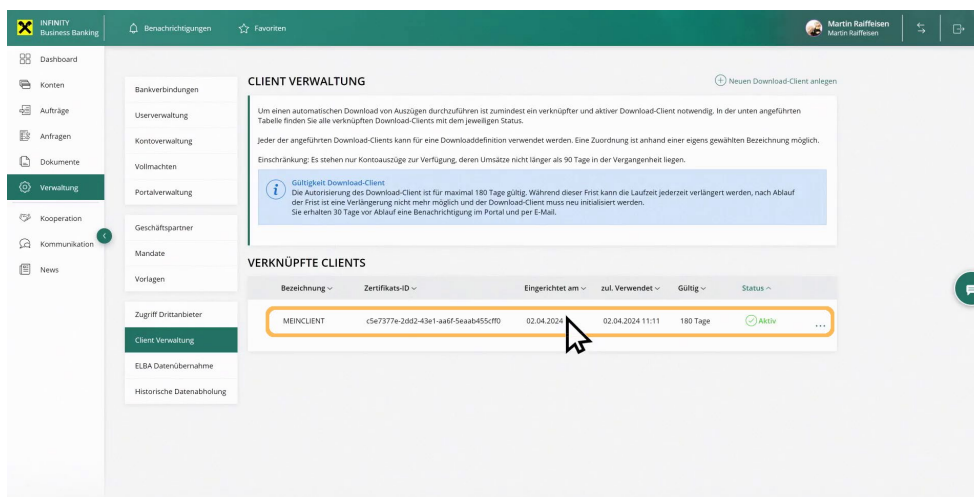 INFINITY
Business Banking
Benachrichtigungen
Favoriten
Martin Raiffeisen
Martin Raiffeisen
Dashboard
Konten
Aufträge
Anfragen
Dokumente
Verwaltung
Kooperation
Kommunikation
News
Bankverbindungen
Userverwaltung
Kontoverwaltung
Vollmachten
Portalverwaltung
Geschäftspartner
Mandate
Vorlagen
Zugriff Drittanbieter
Client Verwaltung
ELBA Datenübernahme
Historische Datenabholung
CLIENT VERWALTUNG
Neuen Download-Client anlegen
Um einen automatischen Download von Auszügen durchzuführen ist zumindest ein verknüpfter und aktiver Download-Client notwendig. In der unten angeführten
Tabelle finden Sie alle verknüpften Download-Clients mit dem jeweiligen Status.
Jeder der angeführten Download-Clients kann für eine Downloaddefinition verwendet werden. Eine Zuordnung ist anhand einer eigens gewählten Bezeichnung möglich.
Einschränkung: Es stehen nur Kontoauszüge zur Verfügung, deren Umsätze nicht länger als 90 Tage in der Vergangenheit liegen.
Gültigkeit Download-Client
Die Autorisierung des Download-Client ist für maximal 180 Tage gültig. Während dieser Frist kann die Laufzeit jederzeit verlängert werden, nach Ablauf
der Frist ist eine Verlängerung nicht mehr möglich und der Download-Client muss neu initialisiert werden.
Sie erhalten 30 Tage vor Ablauf eine Benachrichtigung im Portal und per E-Mail.
VERKNÜPFTE CLIENTS
Bezeichnung Zertifikats-ID Eingerichtet am zul. Verwendet Gültig Status
MEINCLIENT c5e7377e-2dd2-43e1-aa6f-5eaab455cff0 02.04.2024 02.04.2024 11:11 180 Tage Aktiv ...